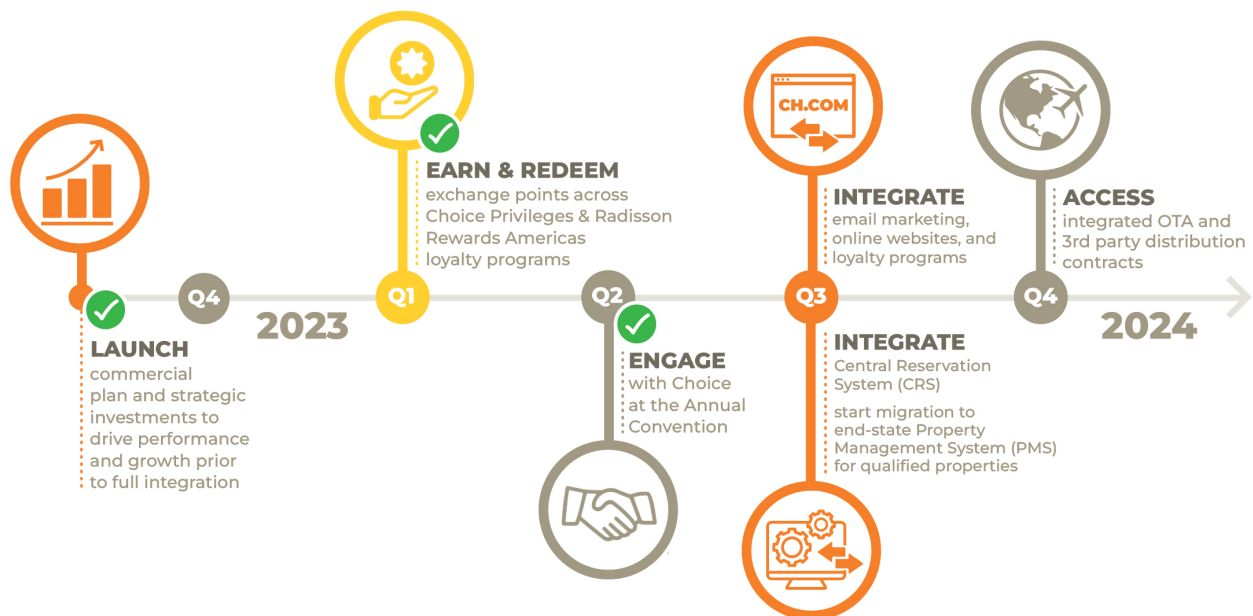 LAUNCH
commercial
plan and strategic
investments to
drive performance
and growth prior
to full integration
Q4
2023
Q1
EARN & REDEEM
exchange points across
Choice Privileges & Radisson
Rewards Americas
loyalty programs
Q2
ENGAGE
with Choice
at the Annual
Convention
CH.COM
INTEGRATE
email marketing,
online websites, and
loyalty programs
Q3
INTEGRATE
Central Reservation
System (CRS)
start migration to
end-state Property
Management System (PMS)
for qualified properties
ACCESS
integrated OTA and
3rd party distribution
contracts
Q4
2024